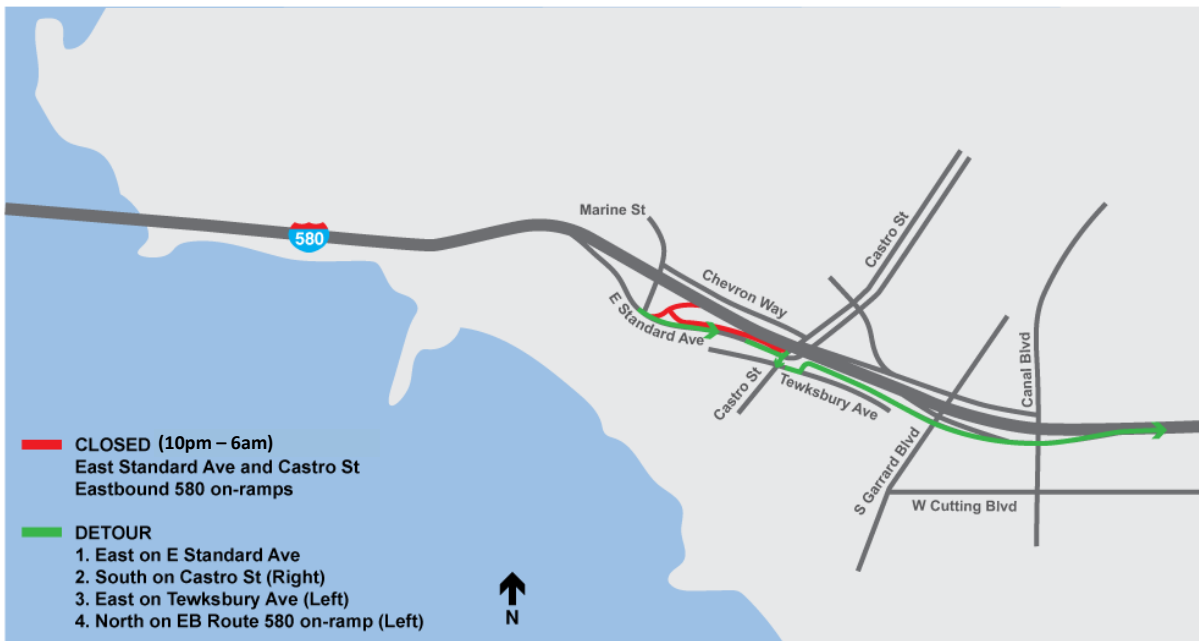 Marine St
Castro St
580
Chevron Way
E Standard Ave
Canal Blvd
Castro St
Tewksbury Ave
S Garrard Blvd
W Cutting Blvd
CLOSED (10pm – 6am)
East Standard Ave and Castro St
Eastbound 580 on-ramps
DETOUR
1. East on E Standard Ave
2. South on Castro St (Right)
3. East on Tewksbury Ave (Left)
4. North on EB Route 580 on-ramp (Left)
N